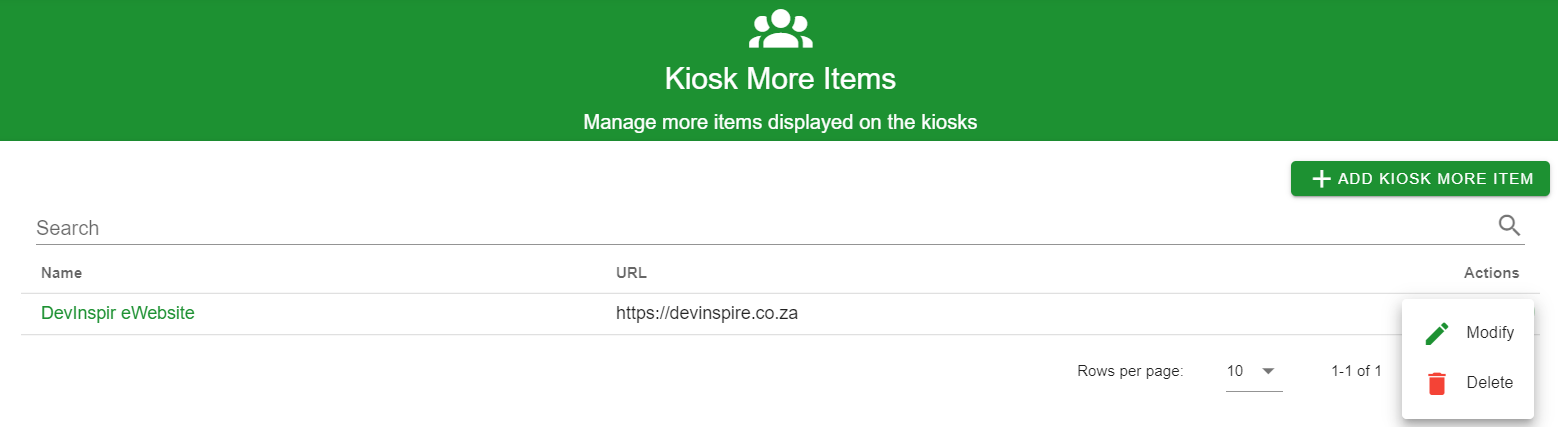 Kiosk More Items
Manage more items displayed on the kiosks
ADD KIOSK MORE ITEM
Search
Name URL Actions
DevInspir eWebsite https://devinspire.co.za
Modify
Rows per page: 10 1-1 of 1
Delete